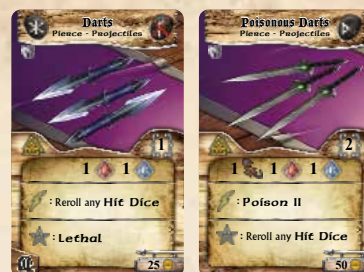 Darts
Pierce - Projectiles
1
1 1
: Reroll any Hit Dice
: Lethal
25
Poisonous Darts
Pierce - Projectiles
2
1 1 1
: Poison II
: Reroll any Hit Dice
50